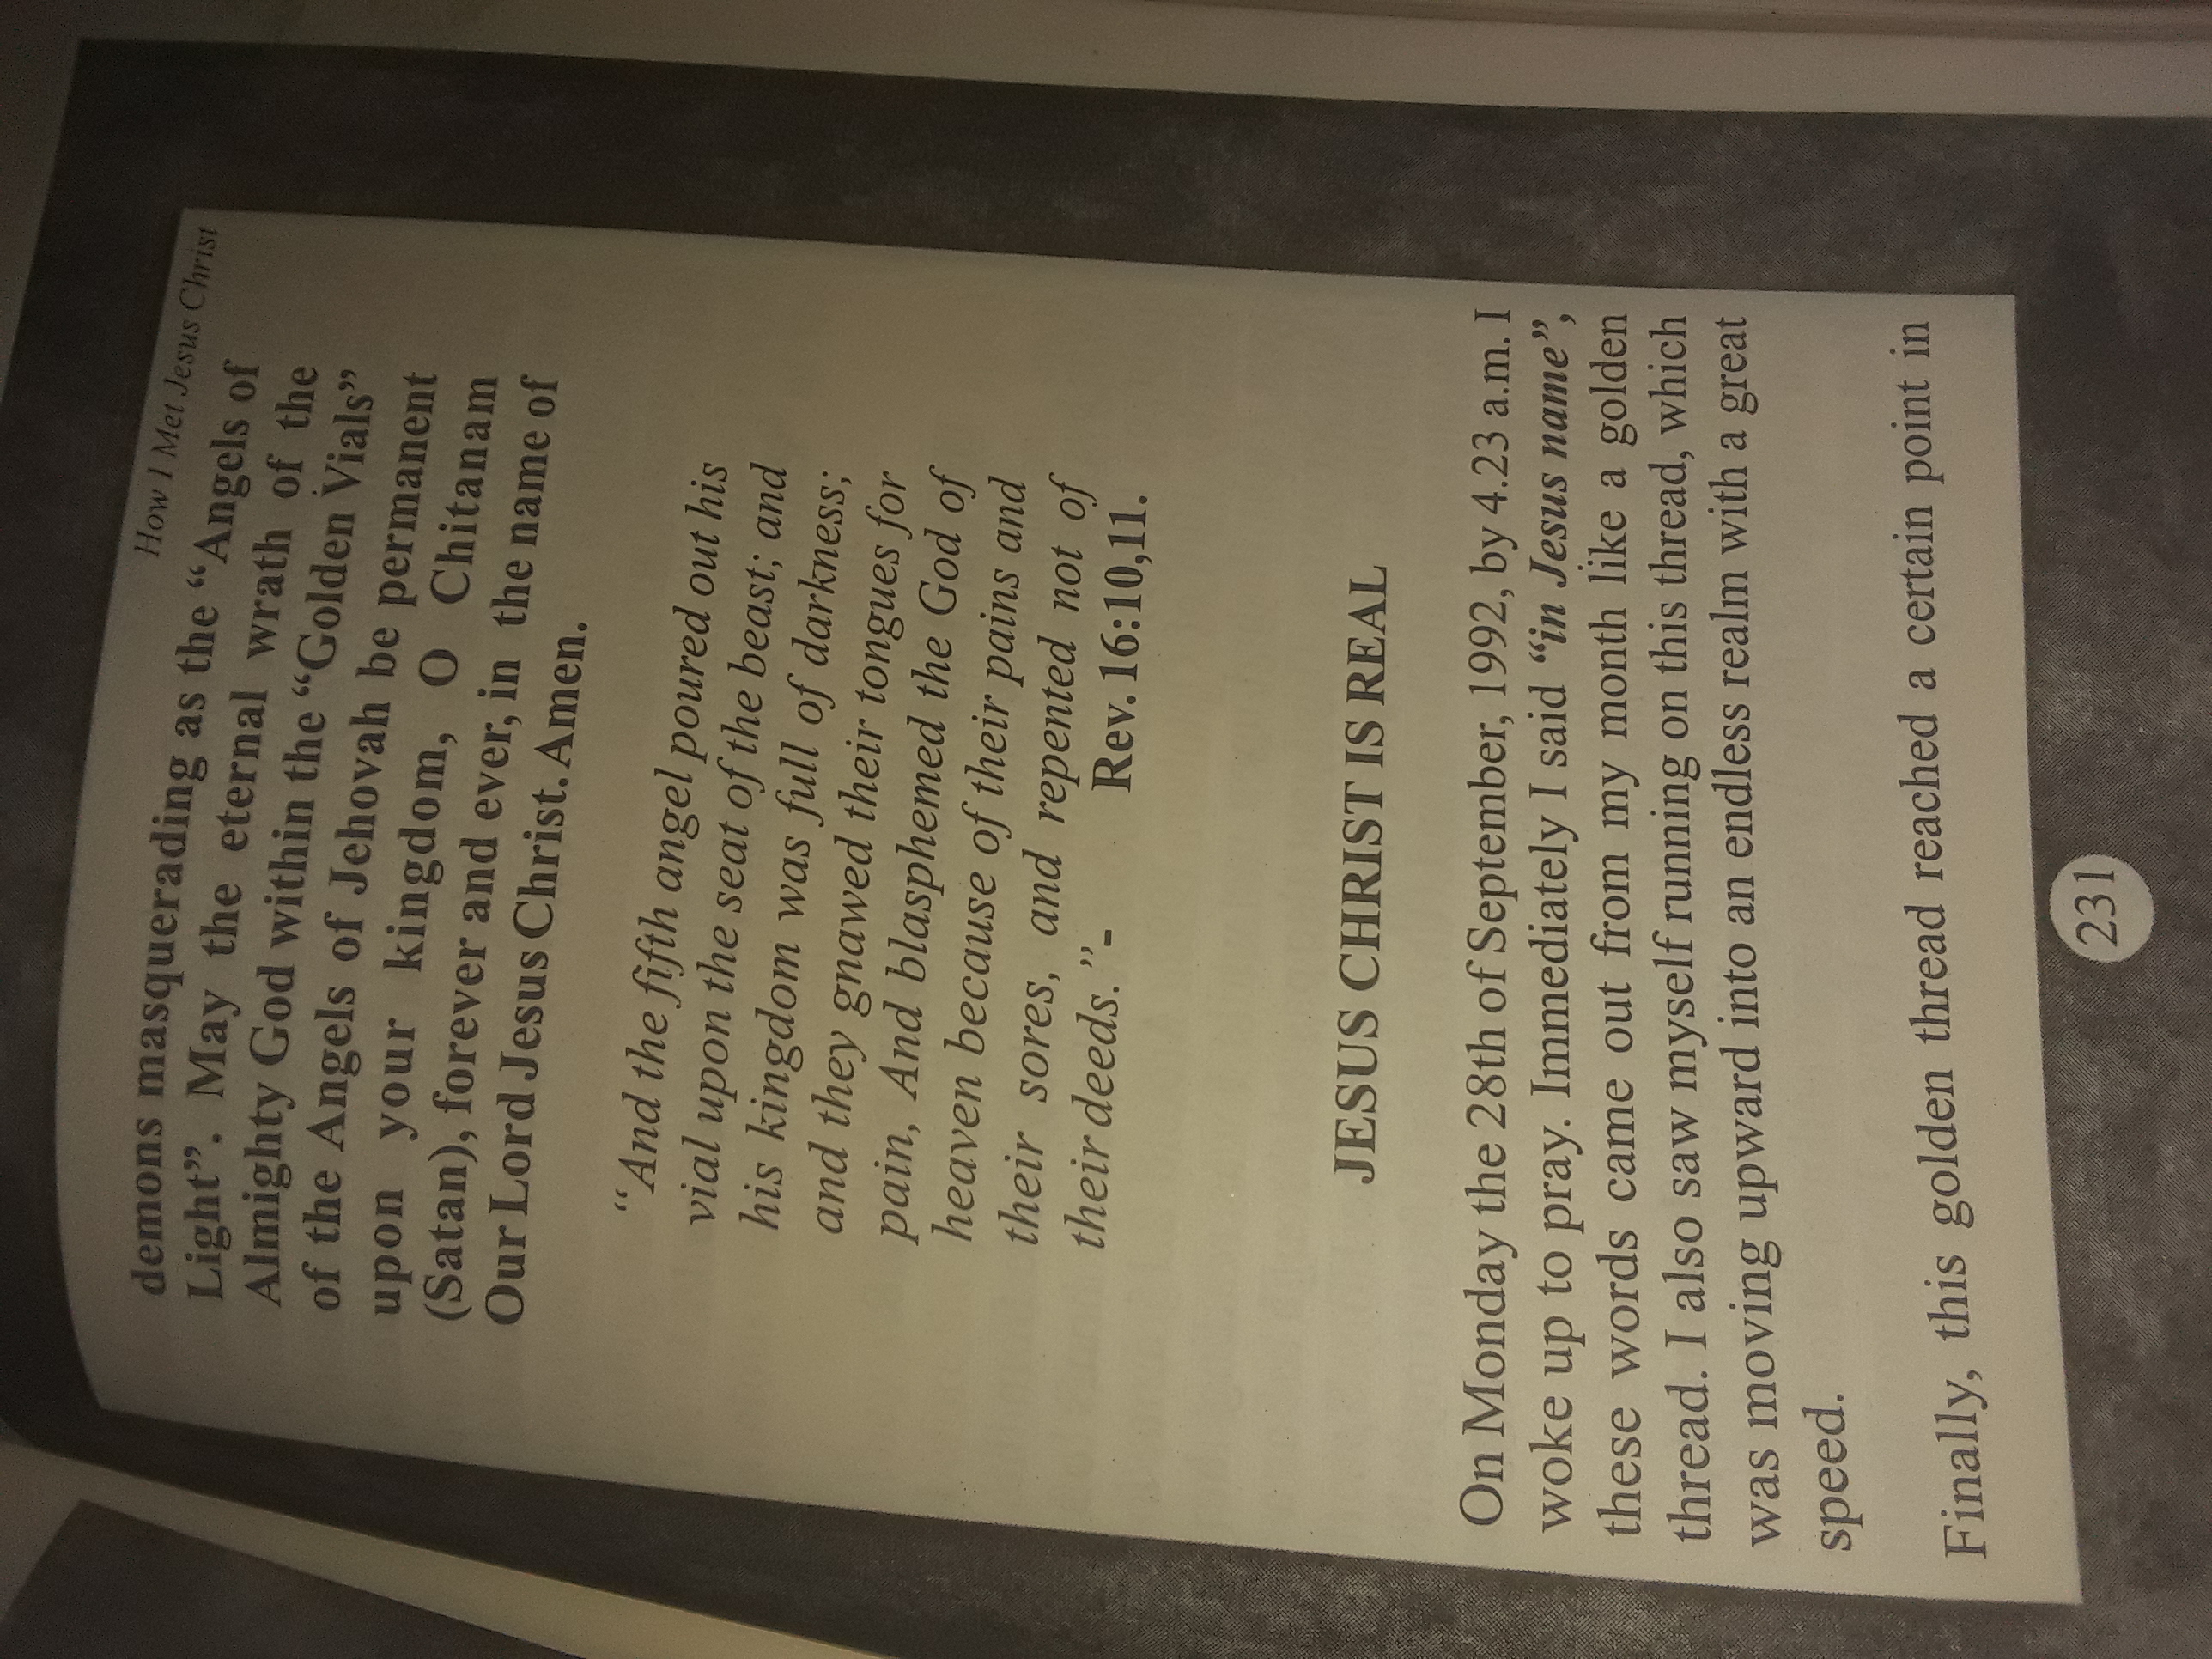 How I Met Jesus Christ
demons masquerading as the “Angels of
Light”. May the eternal wrath of the
Almighty God within the “Golden Vials”
of the Angels of Jehovah be permanent
upon your kingdom, O Chitanam
(Satan), forever and ever, in the name of
Our Lord Jesus Christ. Amen.
“And the fifth angel poured out his
vial upon the seat of the beast; and
his kingdom was full of darkness;
and they gnawed their tongues for
pain, And blasphemed the God of
heaven because of their pains and
their sores, and repented not of
their deeds.”- Rev. 16:10,11.
JESUS CHRIST IS REAL
On Monday the 28th of September, 1992, by 4.23 a.m. I
woke up to pray. Immediately I said “in Jesus name”,
these words came out from my month like a golden
thread. I also saw myself running on this thread, which
was moving upward into an endless realm with a great
speed.
Finally, this golden thread reached a certain point in
231